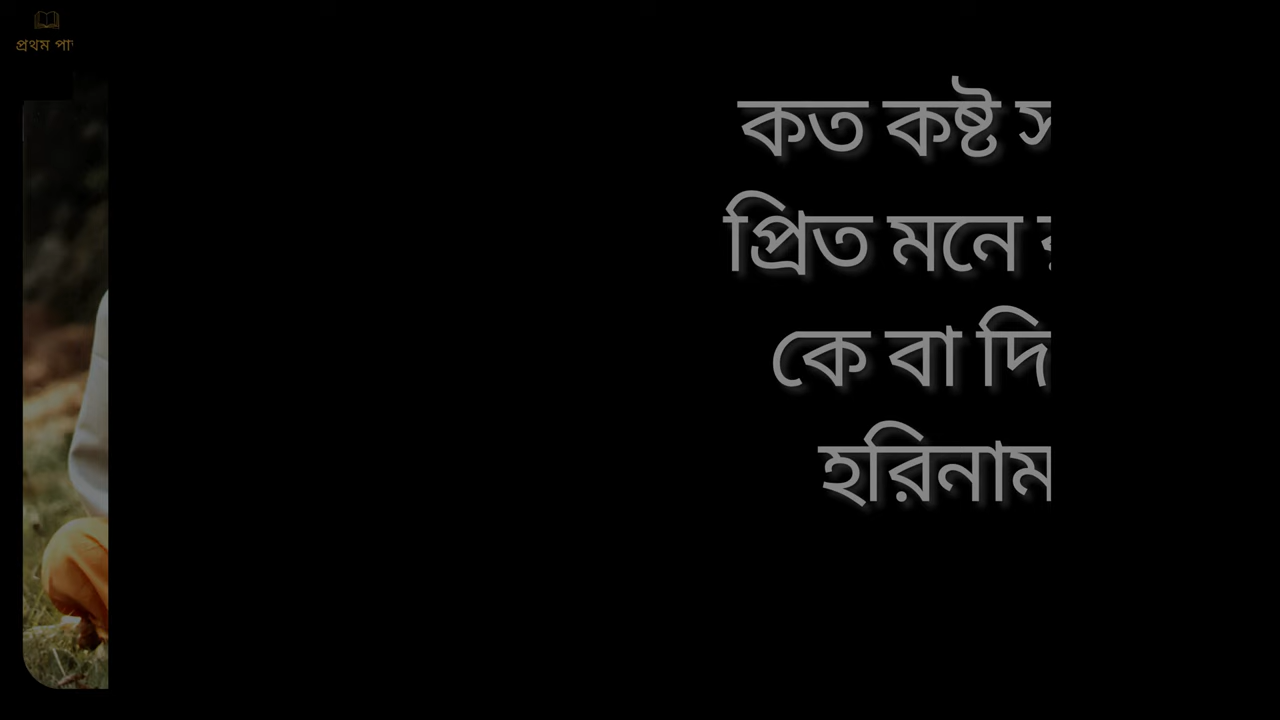 প্রথম
কত কষ্ট
প্রিত মনে
কে বা দি
হরিনাম